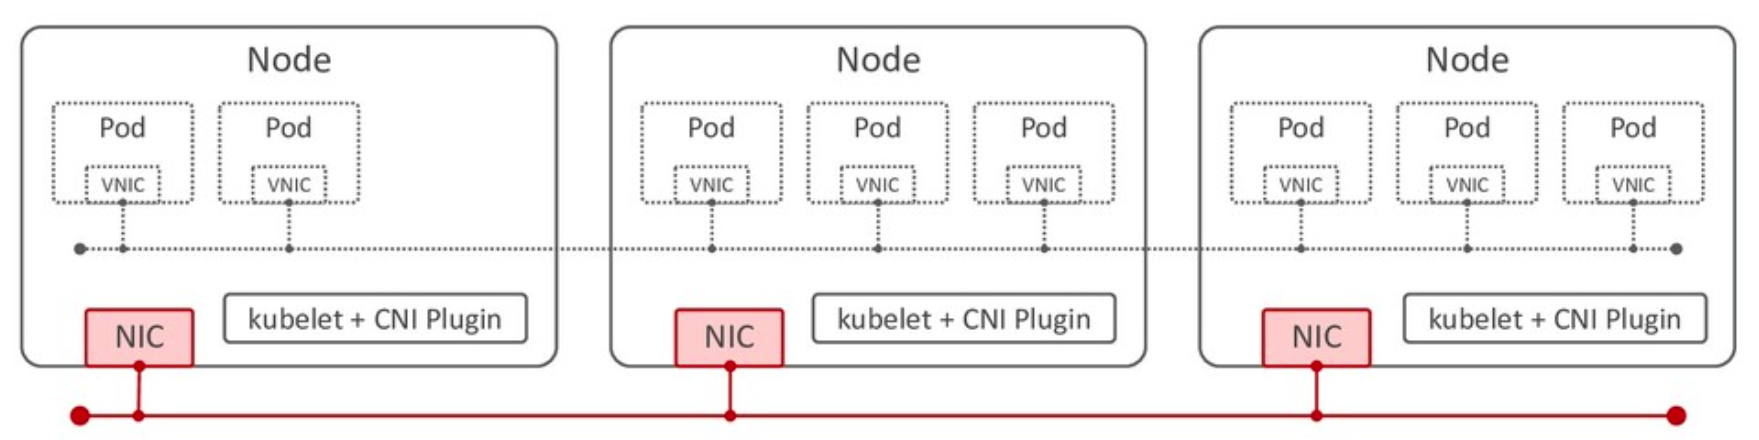 Node
Pod
Pod
VNIC
VNIC
kubelet + CNI Plugin
NIC
Node
Pod
Pod
Pod
VNIC
VNIC
VNIC
kubelet + CNI Plugin
NIC
Node
Pod
Pod
Pod
VNIC
VNIC
VNIC
kubelet + CNI Plugin
NIC